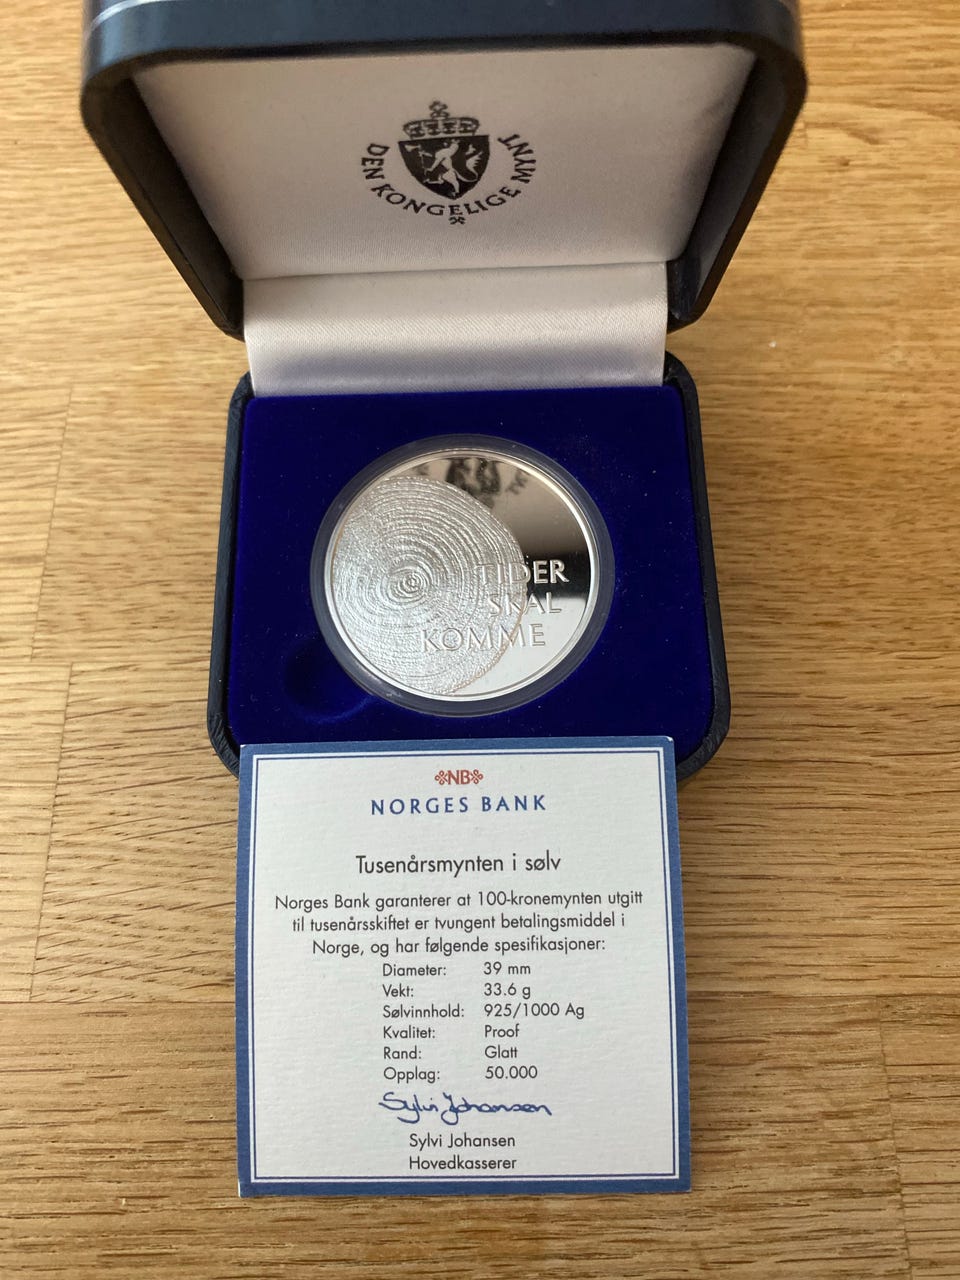 DEN KONGELIGE MYNT
TIDER
SKAL
KOMME
NB
NORGES BANK
Tusenårsmynten i sølv
Norges Bank garanterer at 100-kronemynten utgitt
til tusenårsskiftet er tvungent betalingsmiddel i
Norge, og har følgende spesifikasjoner:
Diameter: 39 mm
Vekt: 33.6 g
Sølvinnhold: 925/1000 Ag
Kvalitet: Proof
Rand: Glatt
Opplag: 50.000
Sylvi Johansen
Sylvi Johansen
Hovedkasserer